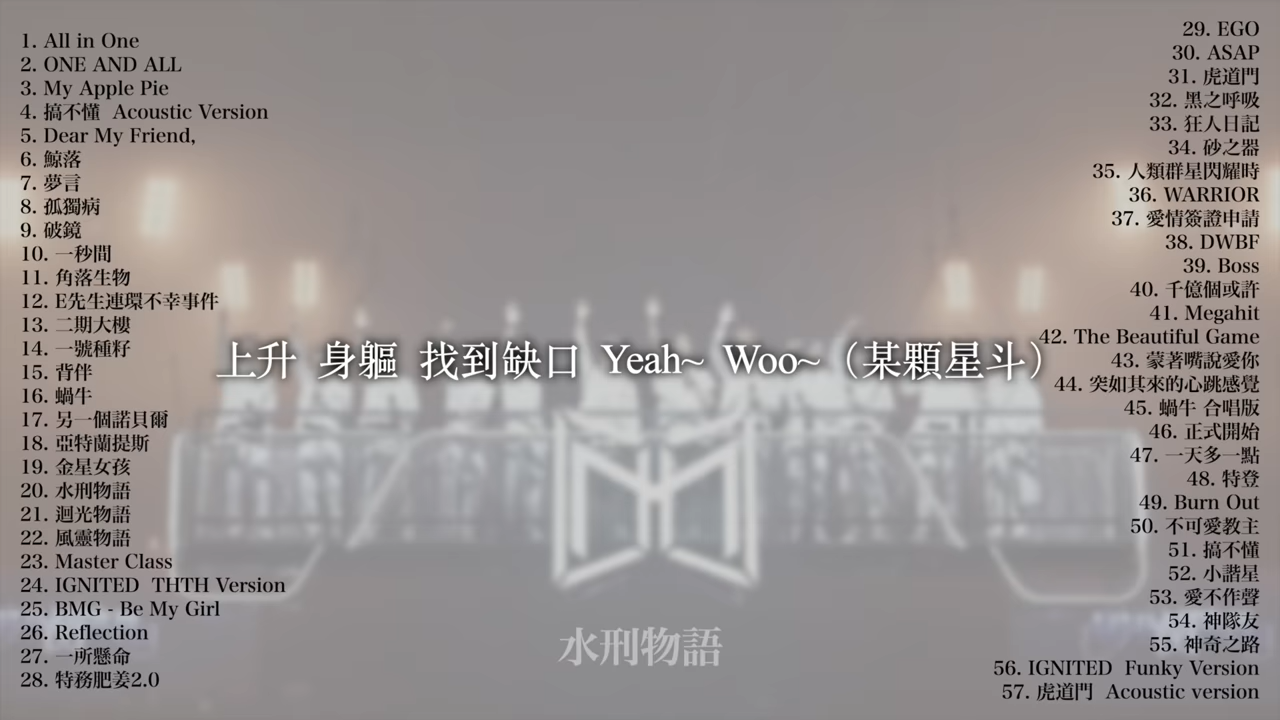 1. All in One
2. ONE AND ALL
3. My Apple Pie
4. 搞不懂 Acoustic Version
5. Dear My Friend,
6. 鯨落
7. 夢言
8. 孤獨病
9. 破鏡
10. 一秒間
11. 角落生物
12. E先生連環不幸事件
13. 二期大樓
14. 一號種籽
15. 背伴
16. 蝸牛
17. 另一個諾貝爾
18. 亞特蘭提斯
19. 金星女孩
20. 水刑物語
21. 迴光物語
22. 風靈物語
23. Master Class
24. IGNITED THTH Version
25. BMG - Be My Girl
26. Reflection
27. 一所懸命
28. 特務肥姜2.0
上升 身軀 找到缺口 Yeah~ Woo~（某顆星斗）
水刑物語
29. EGO
30. ASAP
31. 虎道門
32. 黑之呼吸
33. 狂人日記
34. 砂之器
35. 人類群星閃耀時
36. WARRIOR
37. 愛情簽證申請
38. DWBF
39. Boss
40. 千億個或許
41. Megahit
42. The Beautiful Game
43. 蒙著嘴說愛你
44. 突如其來的心跳感覺
45. 蝸牛 合唱版
46. 正式開始
47. 一天多一點
48. 特登
49. Burn Out
50. 不可愛教主
51. 搞不懂
52. 小諧星
53. 愛不作聲
54. 神隊友
55. 神奇之路
56. IGNITED Funky Version
57. 虎道門 Acoustic version